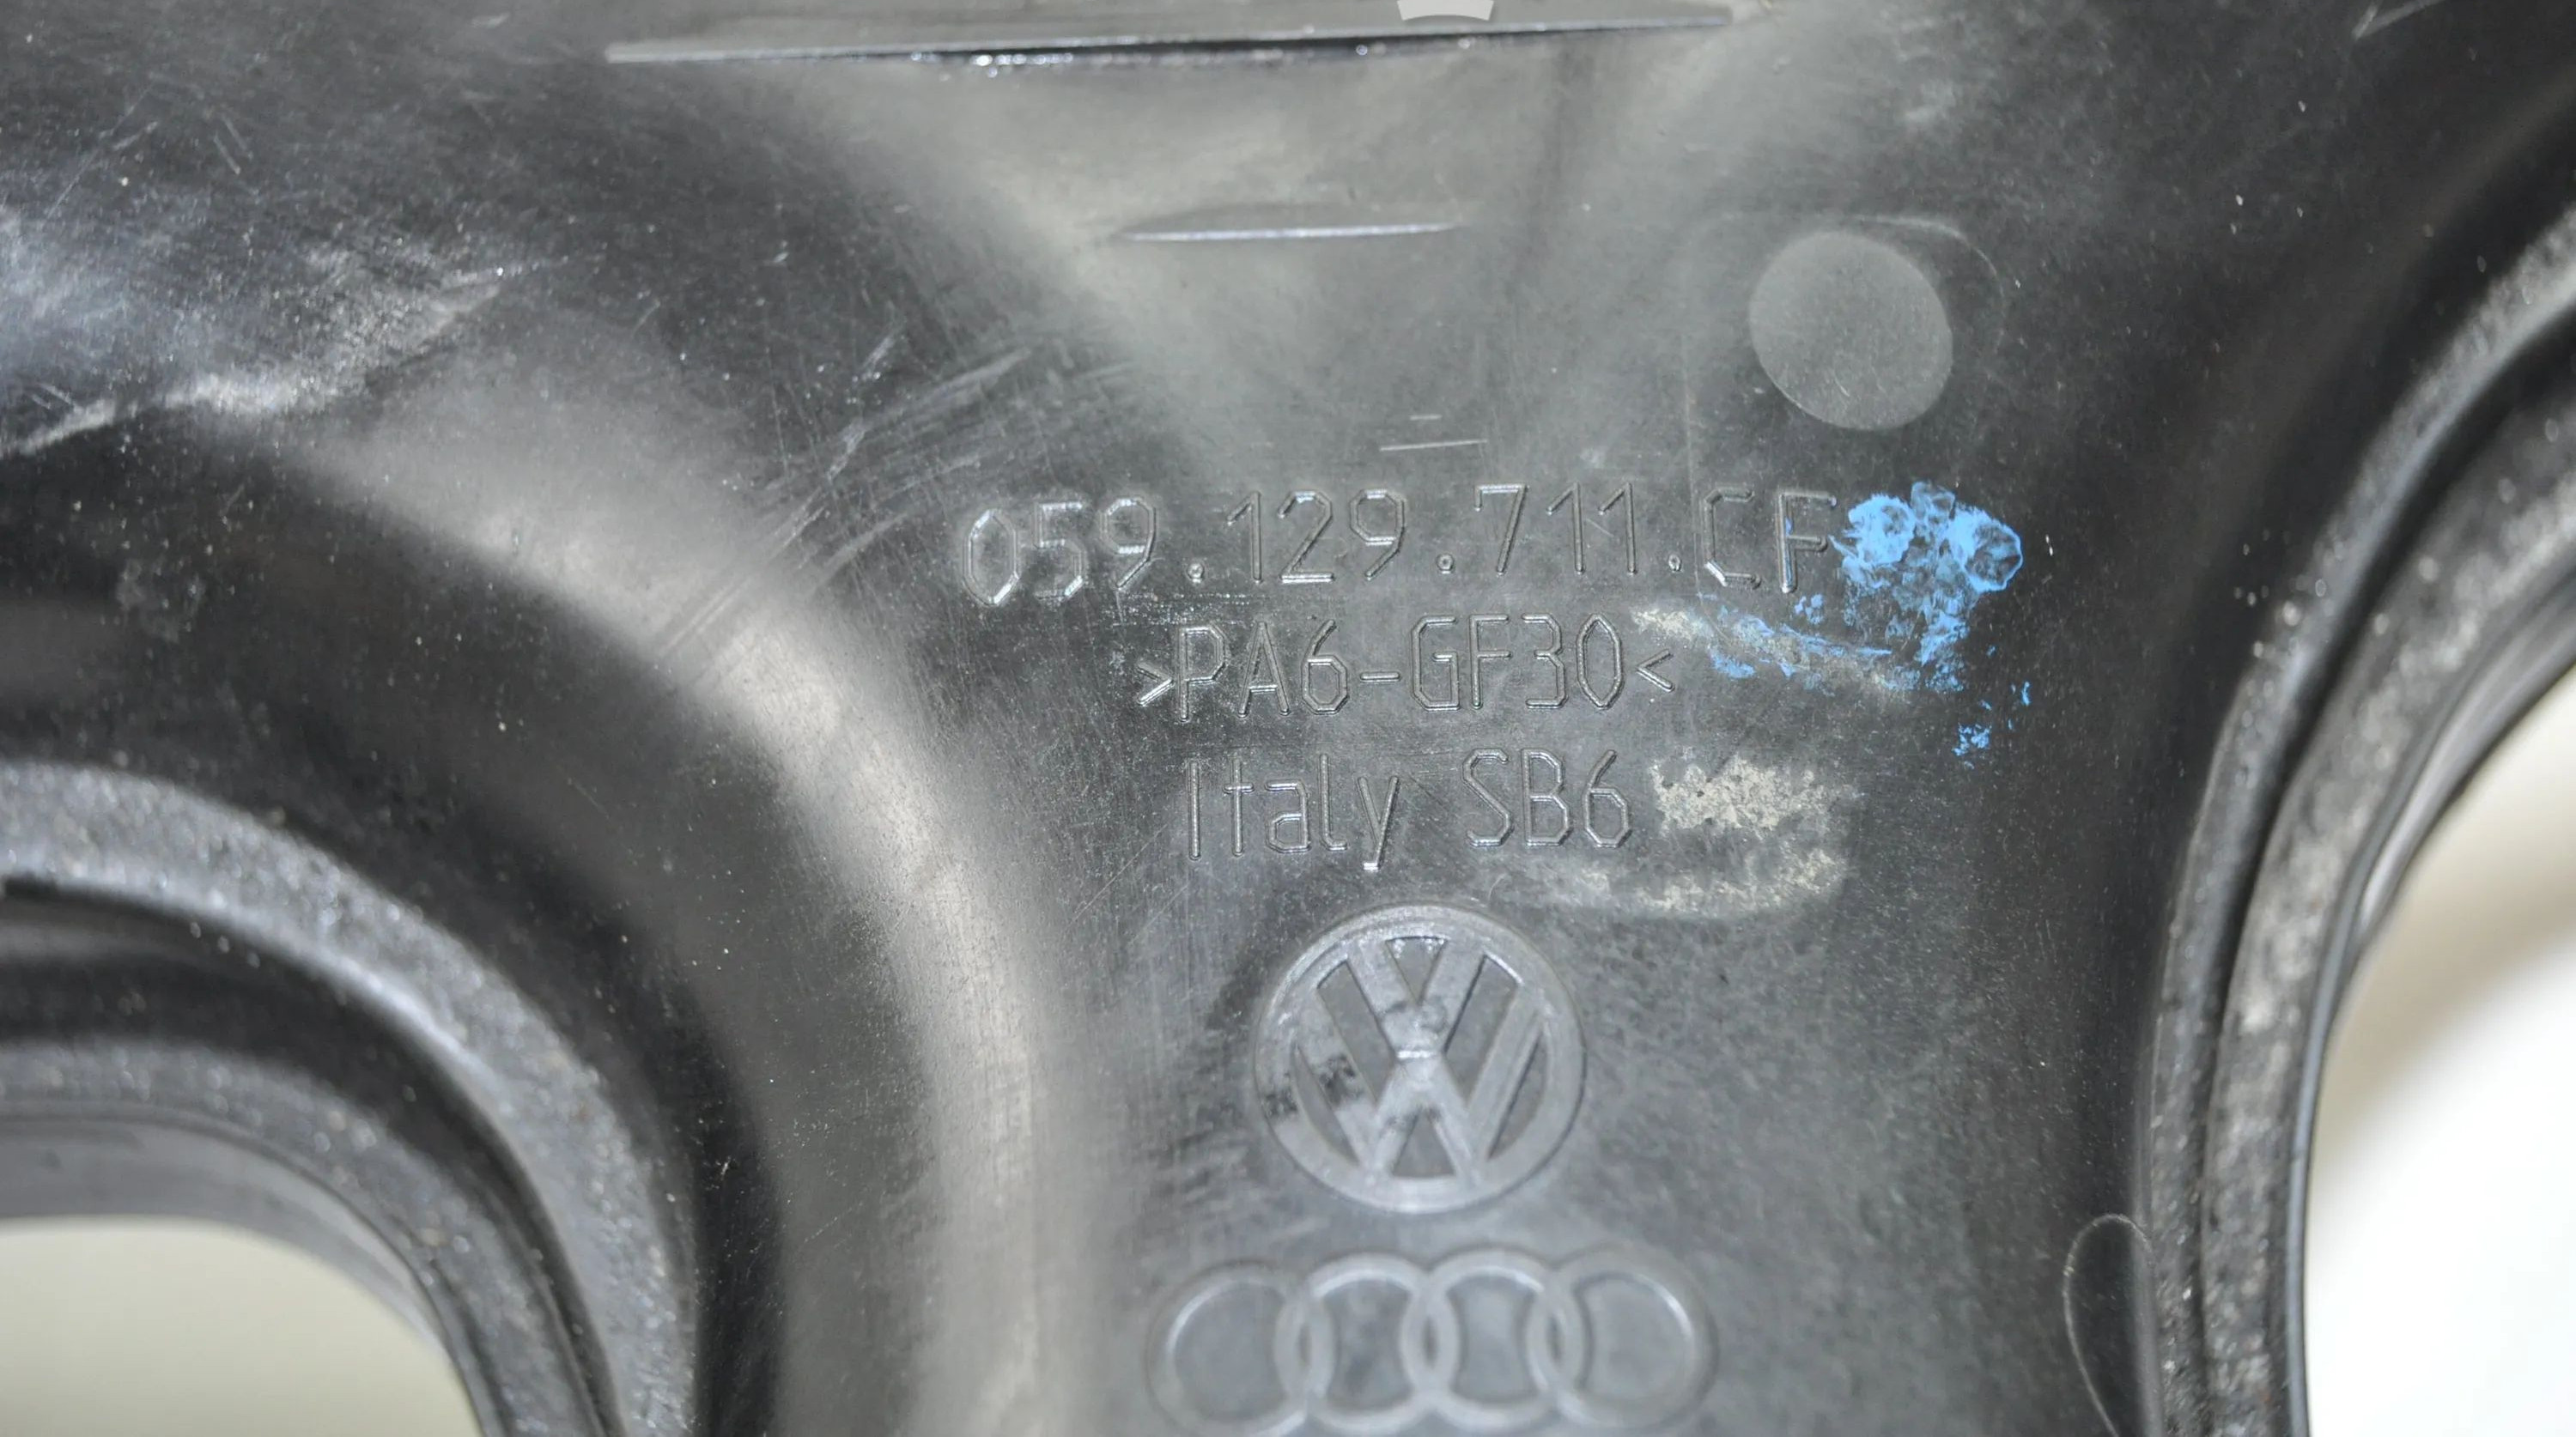 059.129.711.CF
>PA6-GF30<
Italy SB6